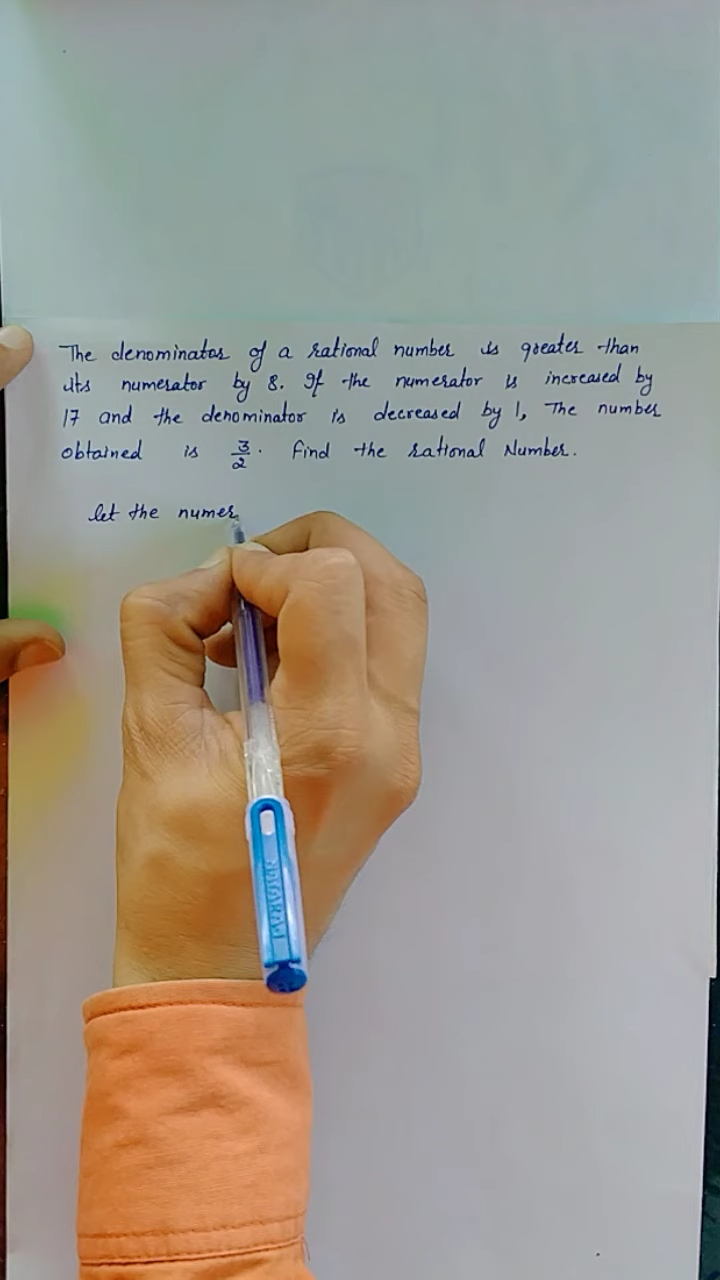 The denominator of a rational number is greater than
its numerator by 8. If the numerator is increased by
17 and the denominator is decreased by 1, The number
obtained is 3/2. Find the rational Number.
let the numer